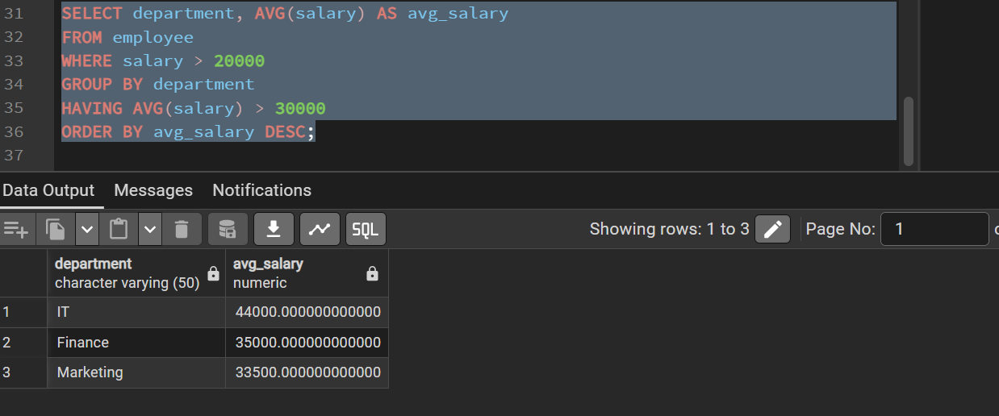 31 SELECT department, AVG(salary) AS avg_salary
32 FROM employee
33 WHERE salary > 20000
34 GROUP BY department
35 HAVING AVG(salary) > 30000
36 ORDER BY avg_salary DESC;
37
Data Output Messages Notifications
SQL Showing rows: 1 to 3 Page No: 1
department avg_salary
character varying (50) numeric
1 IT 44000.000000000000
2 Finance 35000.000000000000
3 Marketing 33500.000000000000